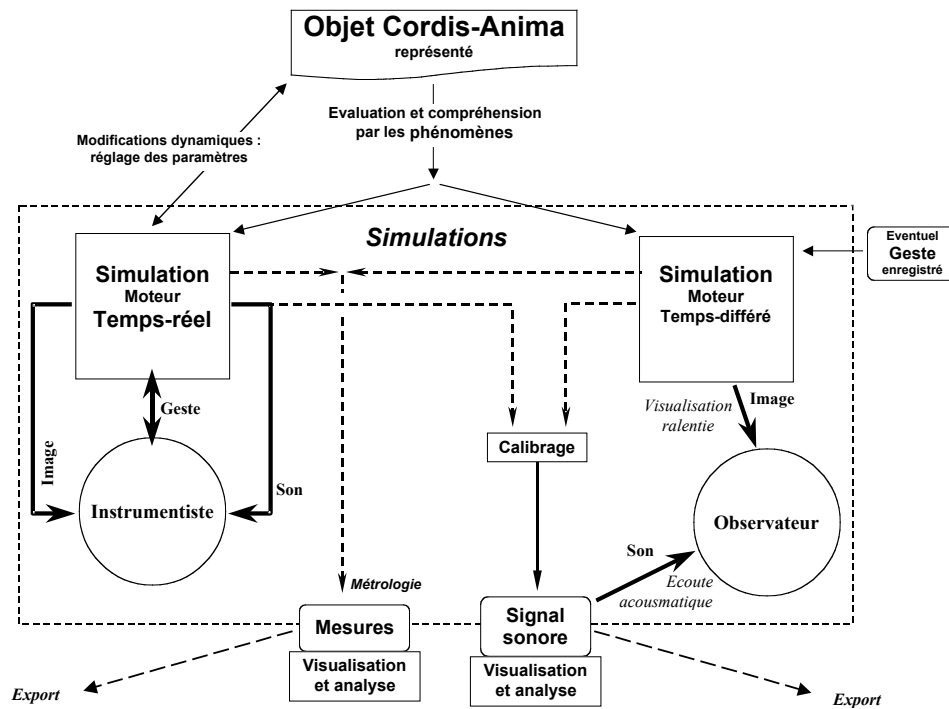 Objet Cordis-Anima
représenté
Evaluation et compréhension
par les phénomènes
Modifications dynamiques :
réglage des paramètres
Simulations
Eventuel
Geste
enregistré
Simulation
Moteur
Temps-réel
Simulation
Moteur
Temps-différé
Geste
Image
Son
Instrumentiste
Calibrage
Visualisation
ralentie
Image
Observateur
Son
Ecoute
acousmatique
Métrologie
Mesures
Visualisation
et analyse
Signal
sonore
Visualisation
et analyse
Export
Export